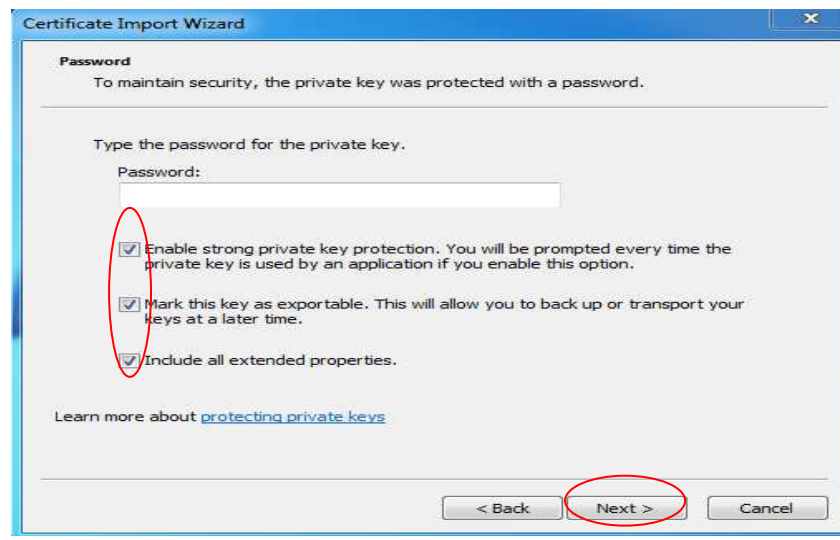 Certificate Import Wizard
Password
To maintain security, the private key was protected with a password.
Type the password for the private key.
Password:
Enable strong private key protection. You will be prompted every time the
private key is used by an application if you enable this option.
Mark this key as exportable. This will allow you to back up or transport your
keys at a later time.
Include all extended properties.
Learn more about protecting private keys
< Back Next > Cancel